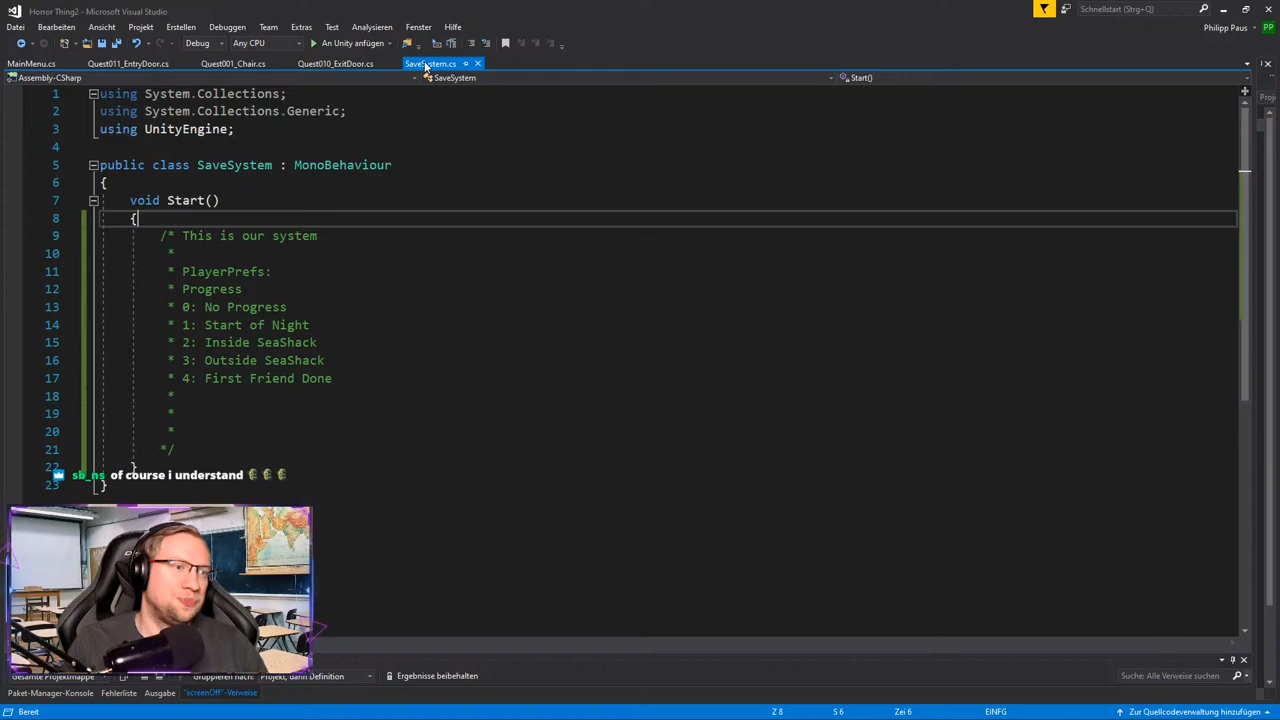 Horror Thing2 - Microsoft Visual Studio
Schnellstart (Strg+Q)
Datei Bearbeiten Ansicht Projekt Erstellen Debuggen Team Extras Test Analysieren Fenster Hilfe
Philipp Paus PP
Debug Any CPU An Unity anfügen
MainMenu.cs Quest011_EntryDoor.cs Quest001_Chair.cs Quest010_ExitDoor.cs SaveSystem.cs
Assembly-CSharp SaveSystem Start()
Proje
1 using System.Collections;
2 using System.Collections.Generic;
3 using UnityEngine;
4
5 public class SaveSystem : MonoBehaviour
6 {
7 void Start()
8 {
9 /* This is our system
10 *
11 * PlayerPrefs:
12 * Progress
13 * 0: No Progress
14 * 1: Start of Night
15 * 2: Inside SeaShack
16 * 3: Outside SeaShack
17 * 4: First Friend Done
18 *
19 *
20 *
21 */
22 }
sb_ns of course i understand
23 }
Gesamte Projektmappe Gruppieren nach: Projekt, dann Definition Ergebnisse beibehalten Suche: Alle Verweise
Paket-Manager-Konsole Fehlerliste Ausgabe "screenOff"-Verweise
Bereit Z 8 S 6 Zei 6 EINFG Zur Quellcodeverwaltung hinzufügen